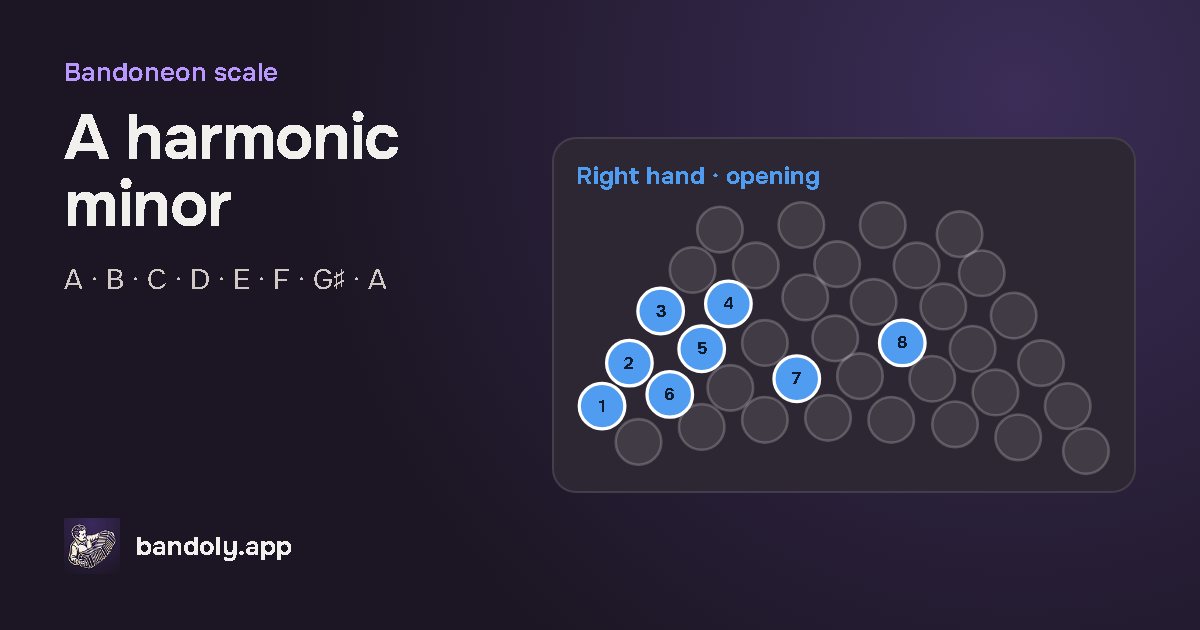 Bandoneon scale
A harmonic
minor
A · B · C · D · E · F · G♯ · A
Right hand · opening
3
4
5
8
2
7
6
1
bandoly.app